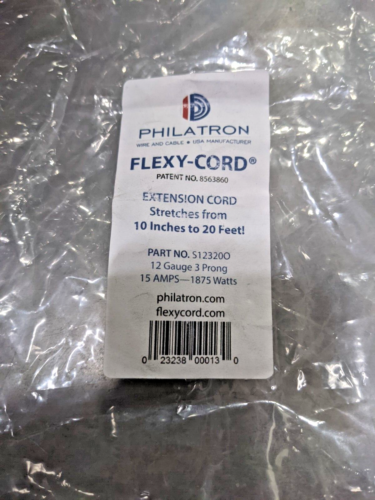 PHILATRON
WIRE AND CABLE ★ USA MANUFACTURER
FLEXY-CORD®
PATENT NO. 8563860
EXTENSION CORD
Stretches from
10 Inches to 20 Feet!
PART NO. S12320O
12 Gauge 3 Prong
15 AMPS—1875 Watts
philatron.com
flexycord.com
0 23238 00013 0